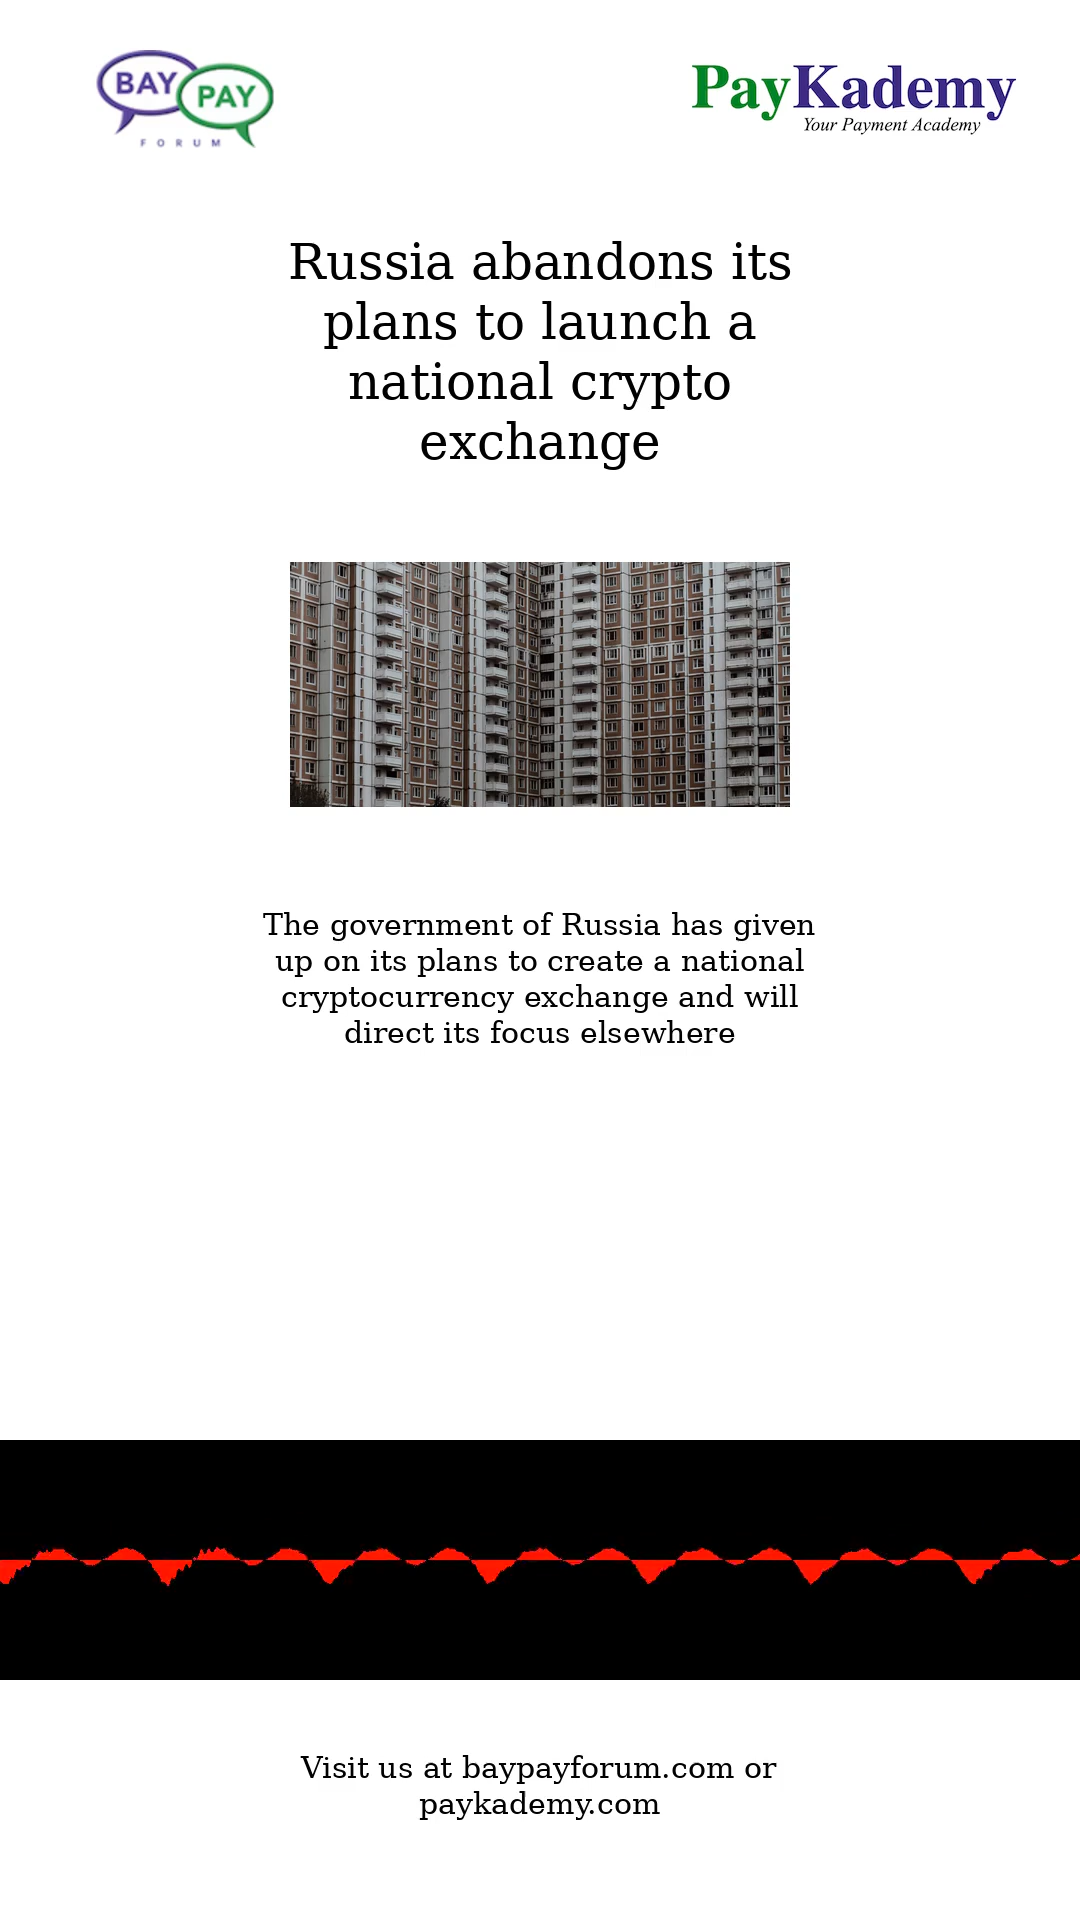 BAY PAY
FORUM
PayKademy
Your Payment Academy
Russia abandons its
plans to launch a
national crypto
exchange
The government of Russia has given
up on its plans to create a national
cryptocurrency exchange and will
direct its focus elsewhere
Visit us at baypayforum.com or
paykademy.com